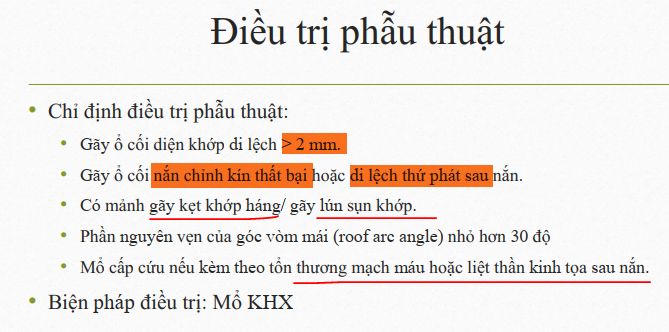 Điều trị phẫu thuật
• Chỉ định điều trị phẫu thuật:
• Gãy ổ cối diện khớp di lệch > 2 mm.
• Gãy ổ cối nắn chỉnh kín thất bại hoặc di lệch thứ phát sau nắn.
• Có mảnh gãy kẹt khớp háng/ gãy lún sụn khớp.
• Phần nguyên vẹn của góc vòm mái (roof arc angle) nhỏ hơn 30 độ
• Mổ cấp cứu nếu kèm theo tổn thương mạch máu hoặc liệt thần kinh tọa sau nắn.
• Biện pháp điều trị: Mổ KHX